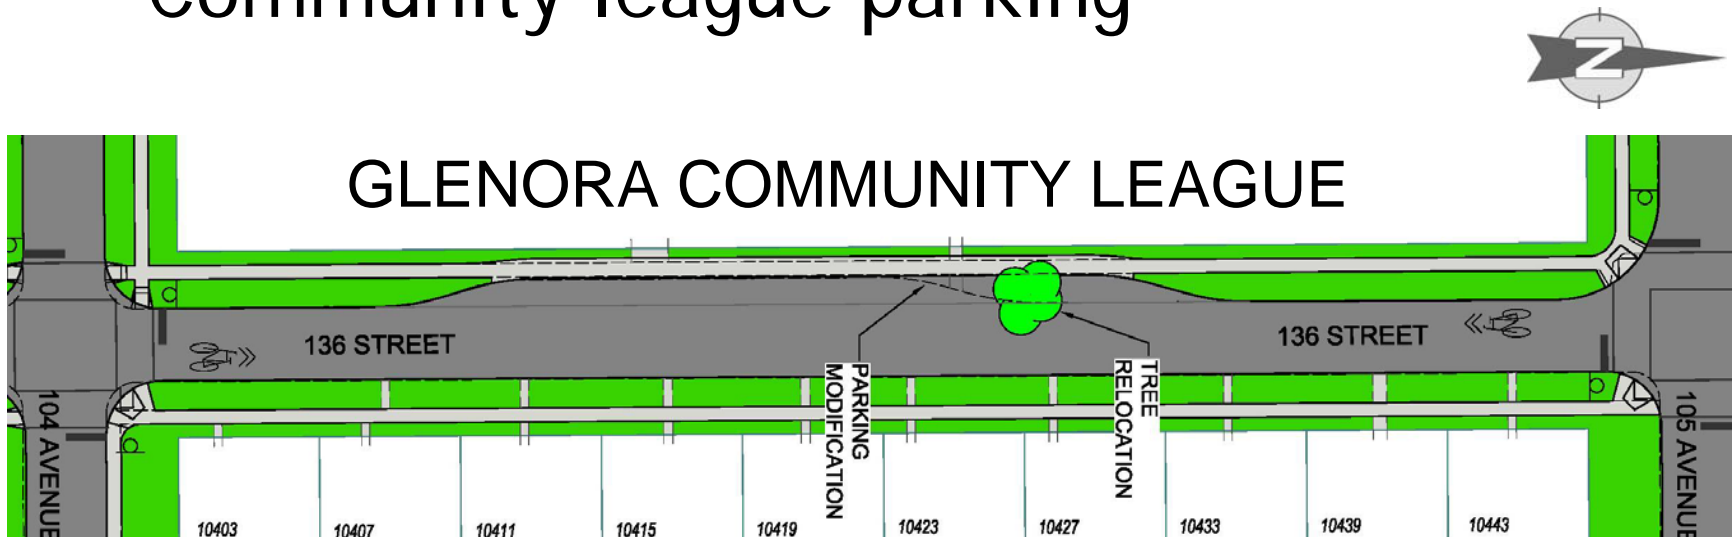 Community league parking
N
GLENORA COMMUNITY LEAGUE
136 STREET
136 STREET
PARKING
MODIFICATION
TREE
RELOCATION
104 AVENUE
105 AVENUE
10403
10407
10411
10415
10419
10423
10427
10433
10439
10443